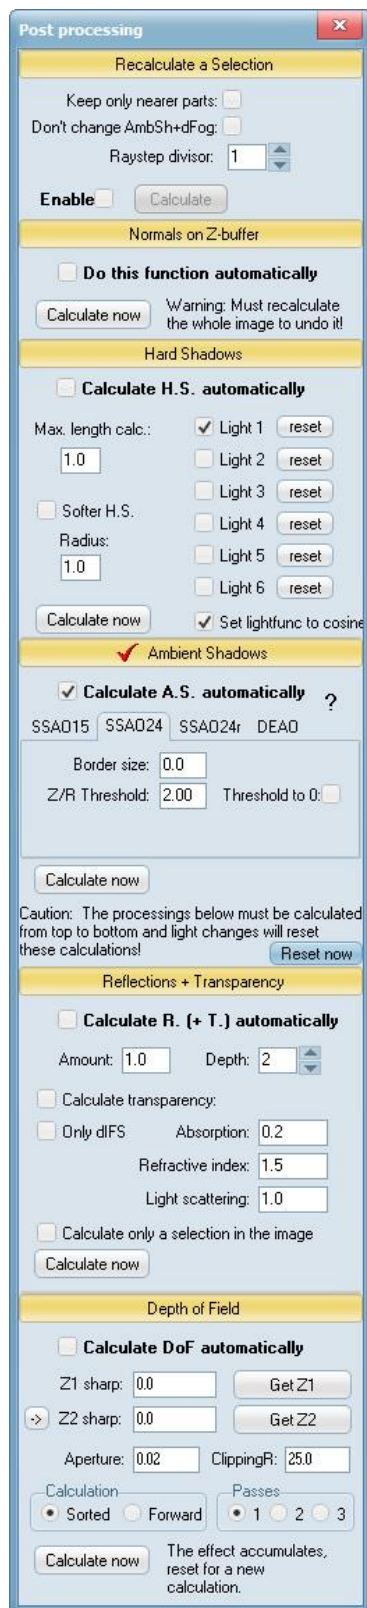 Post processing
Recalculate a Selection
Keep only nearer parts:
Don't change AmbSh+dFog:
Raystep divisor: 1
Enable Calculate
Normals on Z-buffer
Do this function automatically
Calculate now Warning: Must recalculate
the whole image to undo it!
Hard Shadows
Calculate H.S. automatically
Max. length calc.: Light 1 reset
1.0 Light 2 reset
Light 3 reset
Softer H.S. Light 4 reset
Radius: Light 5 reset
1.0 Light 6 reset
Calculate now Set lightfunc to cosine
Ambient Shadows
Calculate A.S. automatically ?
SSAO15 SSAO24 SSAO24r DEAO
Border size: 0.0
Z/R Threshold: 2.00 Threshold to 0:
Calculate now
Caution: The processings below must be calculated
from top to bottom and light changes will reset
these calculations! Reset now
Reflections + Transparency
Calculate R. (+ T.) automatically
Amount: 1.0 Depth: 2
Calculate transparency:
Only dIFS Absorption: 0.2
Refractive index: 1.5
Light scattering: 1.0
Calculate only a selection in the image
Calculate now
Depth of Field
Calculate DoF automatically
Z1 sharp: 0.0 Get Z1
-> Z2 sharp: 0.0 Get Z2
Aperture: 0.02 ClippingR: 25.0
Calculation Passes
Sorted Forward 1 2 3
Calculate now The effect accumulates,
reset for a new
calculation.